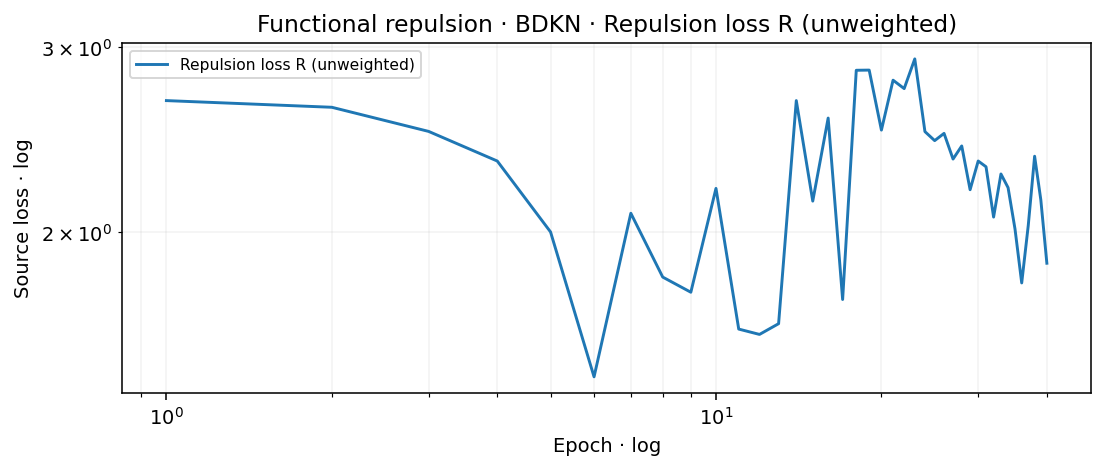 Functional repulsion · BDKN · Repulsion loss R (unweighted)
3 × 10⁰
Repulsion loss R (unweighted)
Source loss · log
2 × 10⁰
10⁰
10¹
Epoch · log